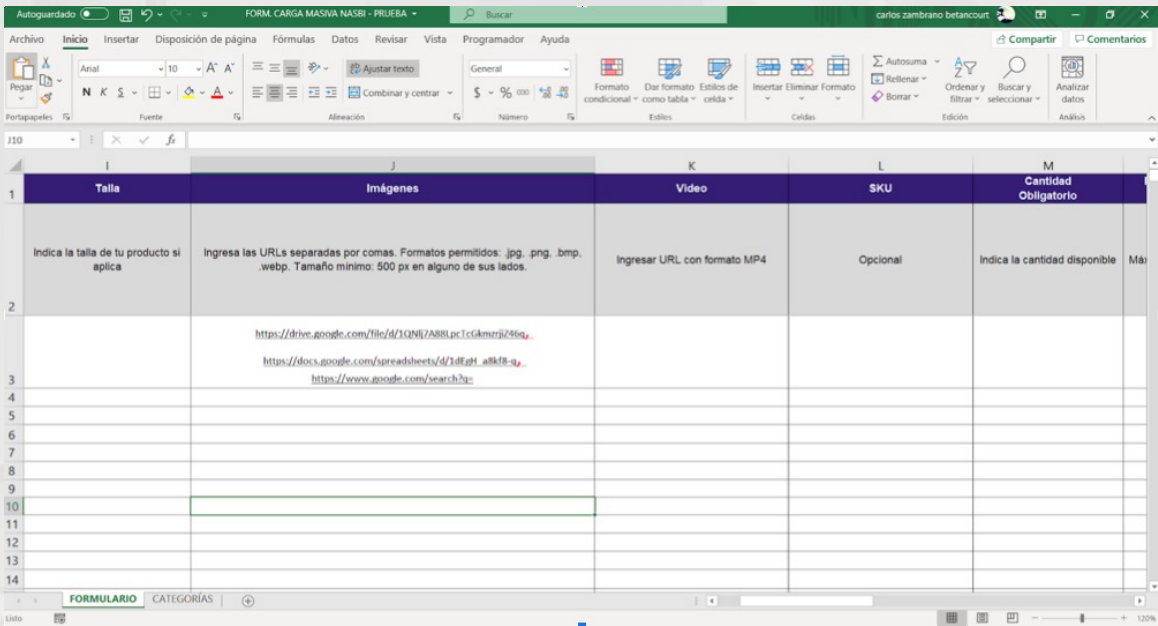 Autoguardado
FORM. CARGA MASIVA NASBI - PRUEBA
Buscar
carlos zambrano betancourt
Archivo Inicio Insertar Disposición de página Fórmulas Datos Revisar Vista Programador Ayuda
Compartir Comentarios
Pegar
Arial 10
N K S
Ajustar texto
Combinar y centrar
General
$ % 000
Formato condicional
Dar formato como tabla
Estilos de celda
Insertar Eliminar Formato
Autosuma
Rellenar
Borrar
Ordenar y filtrar
Buscar y seleccionar
Analizar datos
Portapapeles Fuente Alineación Número Estilos Celdas Edición Análisis
J10 fx
I J K L M
1 Talla Imágenes Video SKU Cantidad Obligatorio
2 Indica la talla de tu producto si aplica
Ingresa las URLs separadas por comas. Formatos permitidos: .jpg, .png, .bmp,
.webp. Tamaño minimo: 500 px en alguno de sus lados.
Ingresar URL con formato MP4
Opcional
Indica la cantidad disponible
3
https://docs.google.com/spreadsheets/d/1dEgH_a8kf8-q,
https://www.google.com/search?q=
4
5
6
7
8
9
10
11
12
13
14
FORMULARIO CATEGORÍAS
Listo
120%